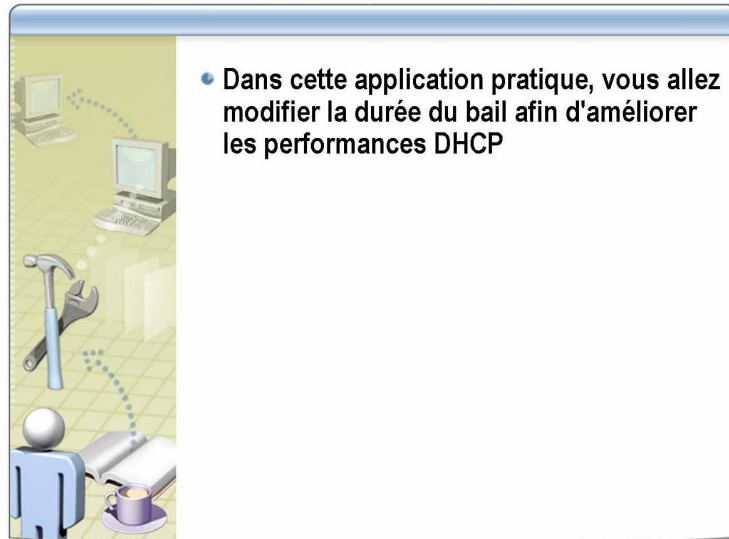 Dans cette application pratique, vous allez
modifier la durée du bail afin d'améliorer
les performances DHCP